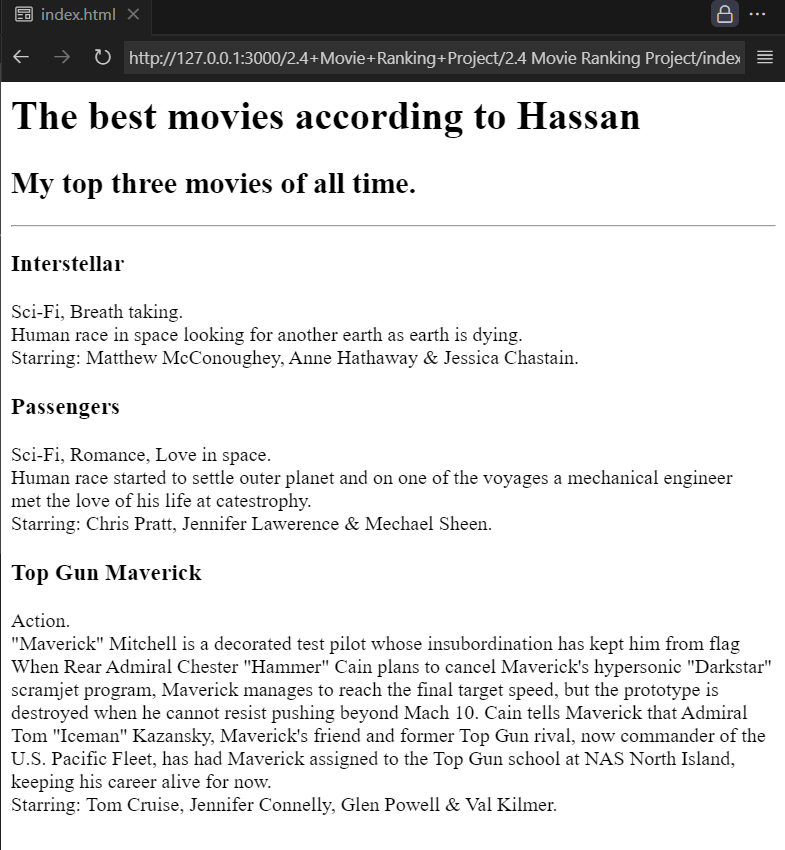 index.html
http://127.0.0.1:3000/2.4+Movie+Ranking+Project/2.4 Movie Ranking Project/index
The best movies according to Hassan
My top three movies of all time.
Interstellar
Sci-Fi, Breath taking.
Human race in space looking for another earth as earth is dying.
Starring: Matthew McConoughey, Anne Hathaway & Jessica Chastain.
Passengers
Sci-Fi, Romance, Love in space.
Human race started to settle outer planet and on one of the voyages a mechanical engineer
met the love of his life at catestrophy.
Starring: Chris Pratt, Jennifer Lawerence & Mechael Sheen.
Top Gun Maverick
Action.
"Maverick" Mitchell is a decorated test pilot whose insubordination has kept him from flag
When Rear Admiral Chester "Hammer" Cain plans to cancel Maverick's hypersonic "Darkstar"
scramjet program, Maverick manages to reach the final target speed, but the prototype is
destroyed when he cannot resist pushing beyond Mach 10. Cain tells Maverick that Admiral
Tom "Iceman" Kazansky, Maverick's friend and former Top Gun rival, now commander of the
U.S. Pacific Fleet, has had Maverick assigned to the Top Gun school at NAS North Island,
keeping his career alive for now.
Starring: Tom Cruise, Jennifer Connelly, Glen Powell & Val Kilmer.